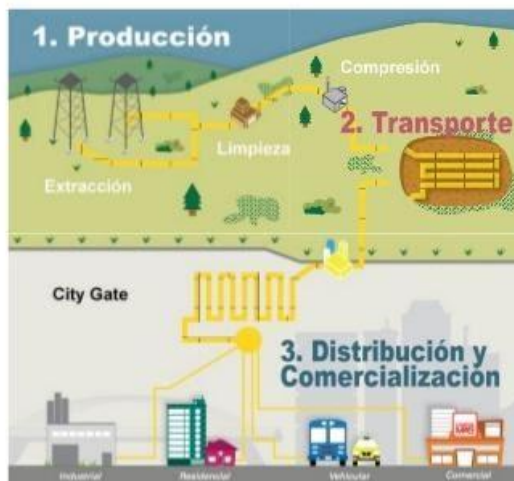 1. Producción
Compresión
2. Transporte
Limpieza
Extracción
City Gate
3. Distribución y
Comercialización
Industrial
Residencial
Vehicular
Comercial